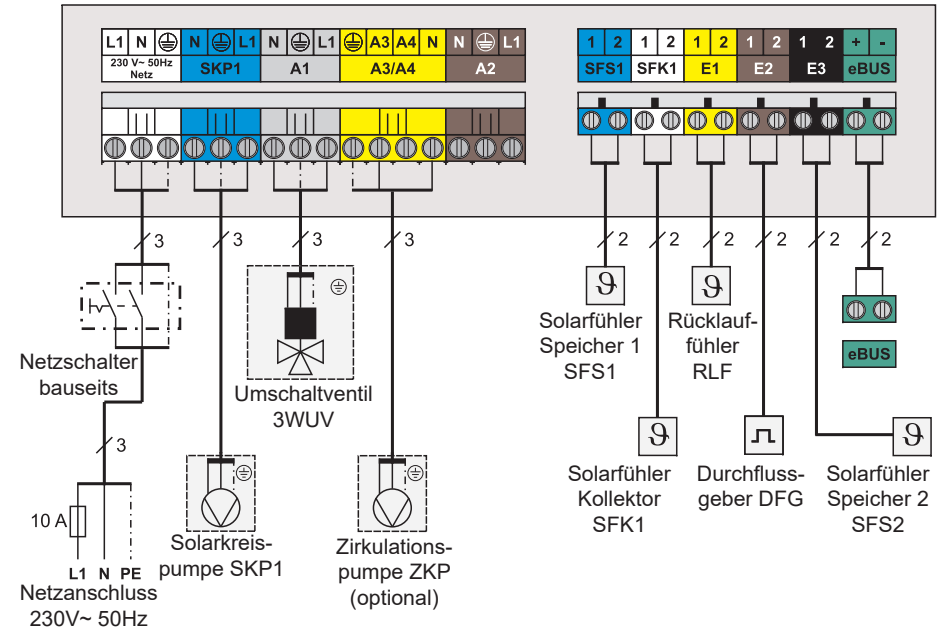 L1 N N L1 N L1 A3 A4 N N L1
1 2 1 2 1 2 1 2 1 2 + -
230 V~ 50Hz
Netz
SKP1 A1 A3/A4 A2
SFS1 SFK1 E1 E2 E3 eBUS
3 3 3 3
2 2 2 2 2 2
Netzschalter
bauseits
Umschaltventil
3WUV
Solarfühler
Speicher 1
SFS1
Rücklauf-
fühler
RLF
eBUS
3
10 A
L1 N PE
Netzanschluss
230V~ 50Hz
Solarkreis-
pumpe SKP1
Zirkulations-
pumpe ZKP
(optional)
ϑ
ϑ
ϑ
ϑ
Solarfühler
Kollektor
SFK1
Durchfluss-
geber DFG
Solarfühler
Speicher 2
SFS2